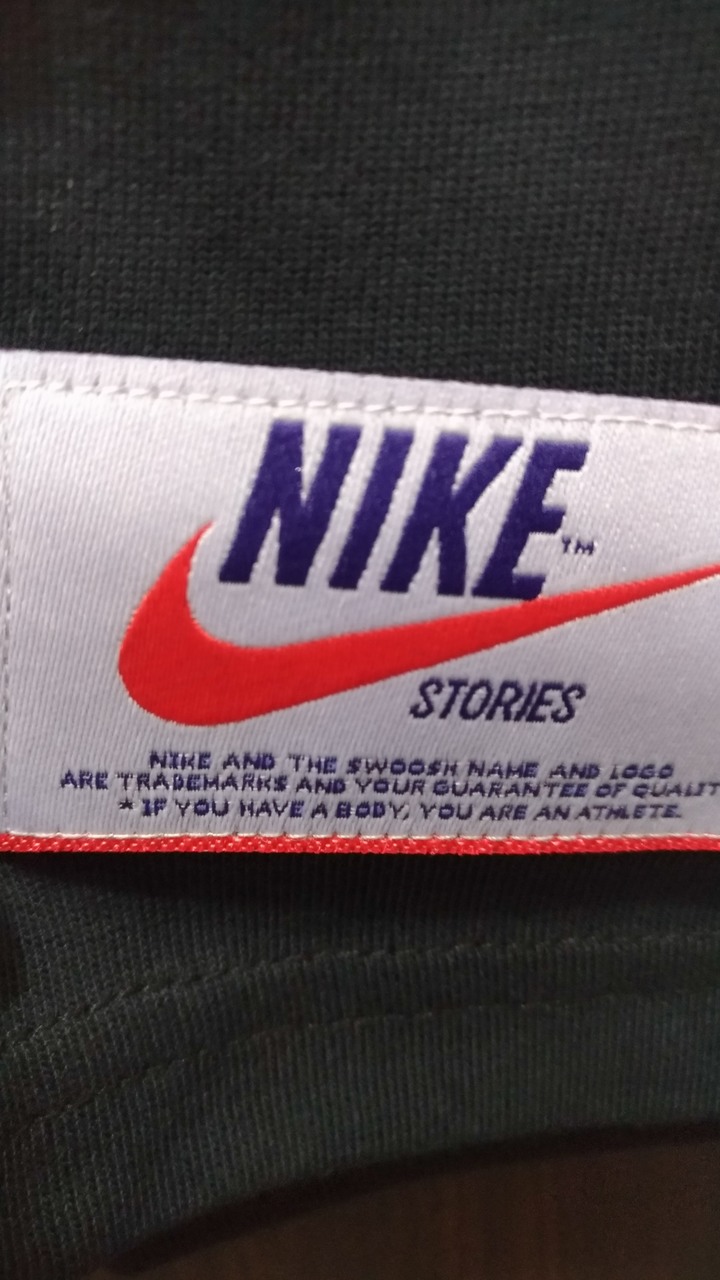 NIKE™
STORIES
NIKE AND THE SWOOSH NAME AND LOGO
ARE TRADEMARKS AND YOUR GUARANTEE OF QUALIT
* IF YOU HAVE A BODY, YOU ARE AN ATHLETE.